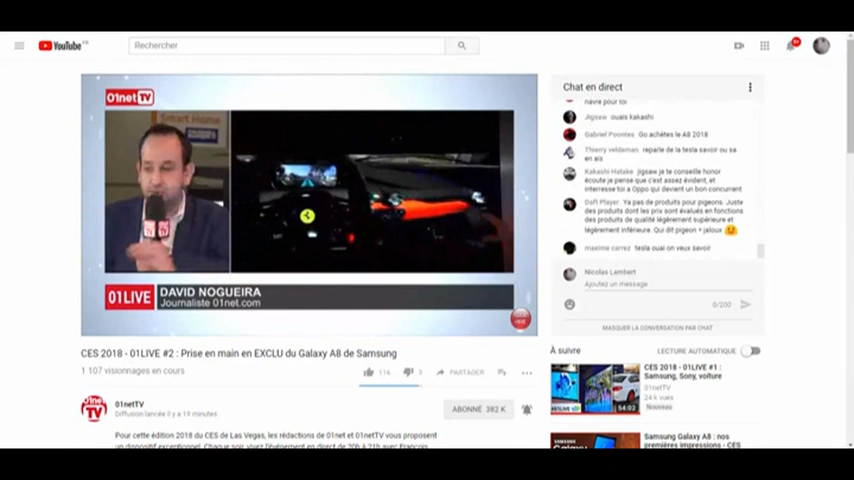 YouTube FR
Rechercher
9+
01net TV
Smart Home
01LIVE
DAVID NOGUEIRA
Journaliste 01net.com
CES 2018 - 01LIVE #2 : Prise en main en EXCLU du Galaxy A8 de Samsung
1 107 visionnages en cours
116
3
PARTAGER
01net TV
01netTV
Diffusion lancée il y a 19 minutes
ABONNÉ 382 K
Pour cette édition 2018 du CES de Las Vegas, les rédactions de 01net et 01netTV vous proposent
un dispositif exceptionnel. Chaque soir, vivez l'événement en direct de 20h à 21h avec François
Chat en direct
navre pour toi
Jigsaw ouais kakashi
Gabriel Poonites Go achètes le A8 2018
Thierry veldeman reparle de la tesla savoir ou sa
en ais
Kakashi Hatake jigsaw je te conseille honor
écoute je pense que c'est assez évident, et
interresse toi a Oppo qui devient un bon concurrent
Daft Player Ya pas de produits pour pigeons. Juste
des produits dont les prix sont évalués en fonctions
des produits de qualité légèrement supérieure et
légèrement inférieure. Qui dit pigeon = jaloux
maxime carrez tesla ouai on veux savoir
Nicolas Lambert
Ajoutez un message
0/200
MASQUER LA CONVERSATION PAR CHAT
À suivre
LECTURE AUTOMATIQUE
CES 2018 - 01LIVE #1 :
Samsung, Sony, voiture
01netTV
24 k vues
Nouveau
54:02
Samsung Galaxy A8 : nos
premières impressions - CES